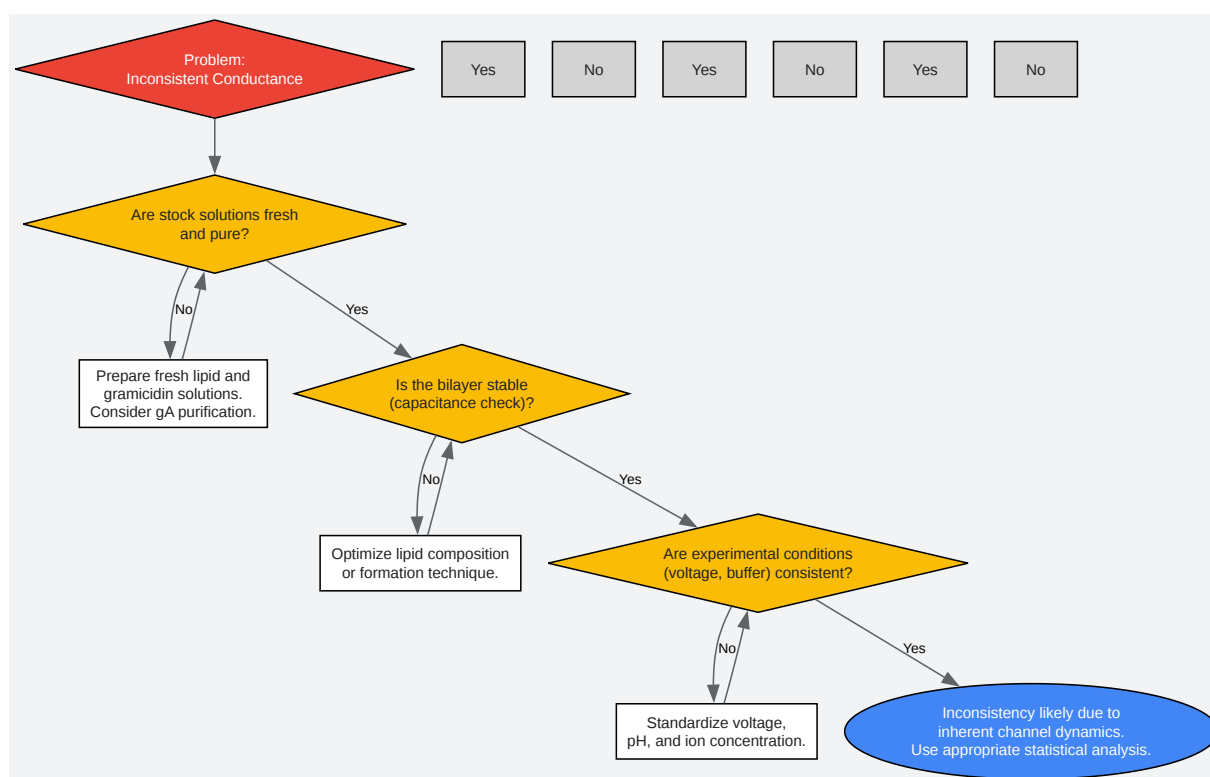 Problem:
Inconsistent Conductance
Yes
No
Yes
No
Yes
No
Are stock solutions fresh
and pure?
No
Yes
Prepare fresh lipid and
gramicidin solutions.
Consider gA purification.
Is the bilayer stable
(capacitance check)?
No
Yes
Optimize lipid composition
or formation technique.
Are experimental conditions
(voltage, buffer) consistent?
No
Yes
Standardize voltage,
pH, and ion concentration.
Inconsistency likely due to
inherent channel dynamics.
Use appropriate statistical analysis.